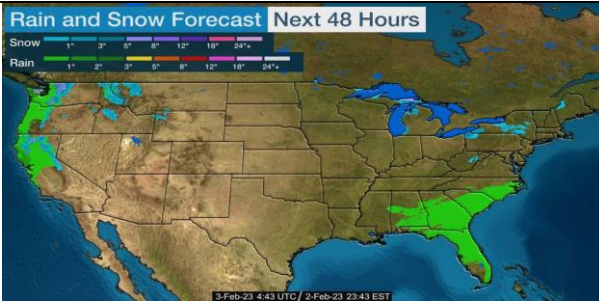 Rain and Snow Forecast Next 48 Hours
Snow 1" 3" 5" 8" 12" 18" 24"+
Rain 1" 2" 3" 5" 8" 12" 18" 24"+
3-Feb-23 4:43 UTC / 2-Feb-23 23:43 EST